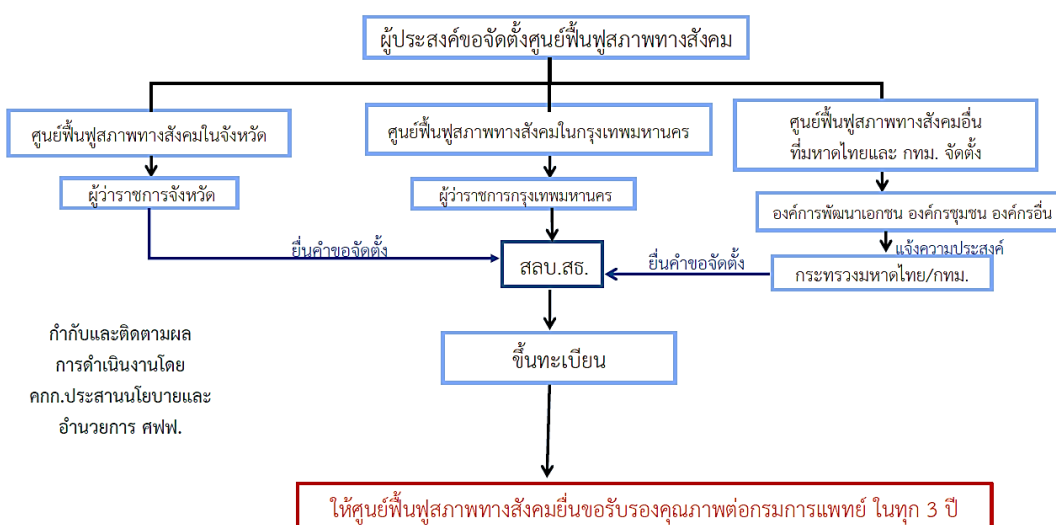 ผู้ประสงค์ขอจัดตั้งศูนย์ฟื้นฟูสภาพทางสังคม
ศูนย์ฟื้นฟูสภาพทางสังคมในจังหวัด
ศูนย์ฟื้นฟูสภาพทางสังคมในกรุงเทพมหานคร
ศูนย์ฟื้นฟูสภาพทางสังคมอื่น
ที่มหาดไทยและ กทม. จัดตั้ง
ผู้ว่าราชการจังหวัด
ผู้ว่าราชการกรุงเทพมหานคร
องค์การพัฒนาเอกชน องค์กรชุมชน องค์กรอื่น
ยื่นคำขอจัดตั้ง
สลบ.สธ.
ยื่นคำขอจัดตั้ง
แจ้งความประสงค์
กระทรวงมหาดไทย/กทม.
กำกับและติดตามผล
การดำเนินงานโดย
คกก.ประสานนโยบายและ
อำนวยการ ศฟฟ.
ขึ้นทะเบียน
ให้ศูนย์ฟื้นฟูสภาพทางสังคมยื่นขอรับรองคุณภาพต่อกรมการแพทย์ ในทุก 3 ปี